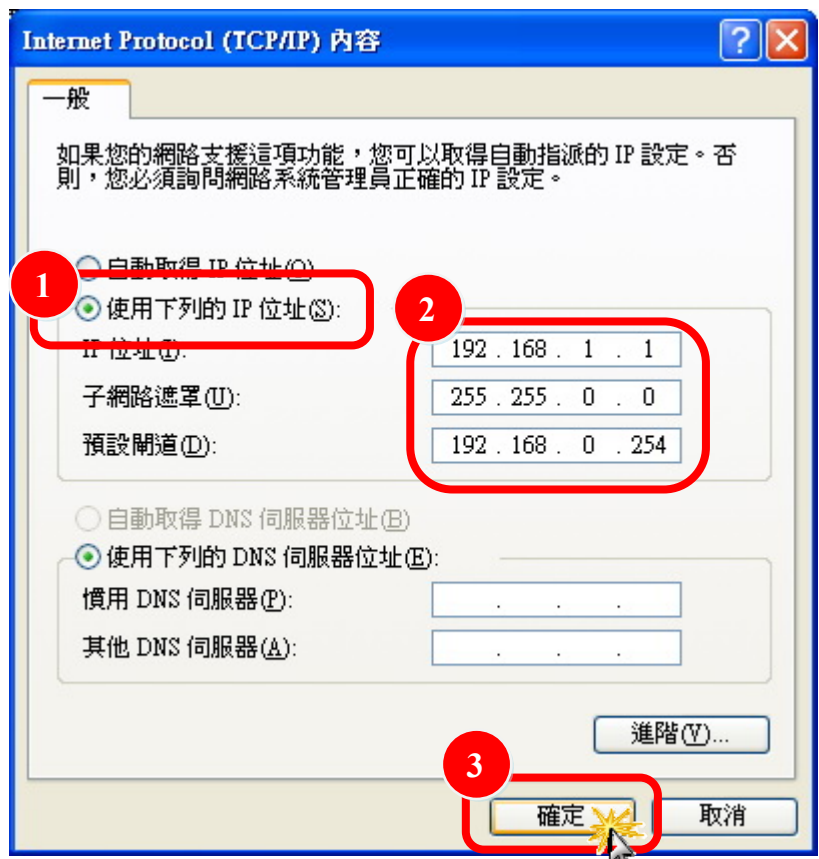 Internet Protocol (TCP/IP) 內容
一般
如果您的網路支援這項功能，您可以取得自動指派的 IP 設定。否
則，您必須詢問網路系統管理員正確的 IP 設定。
自動取得 IP 位址(O)
1
使用下列的 IP 位址(S):
2
IP 位址(I): 192 . 168 . 1 . 1
子網路遮罩(U): 255 . 255 . 0 . 0
預設閘道(D): 192 . 168 . 0 . 254
自動取得 DNS 伺服器位址(B)
使用下列的 DNS 伺服器位址(E):
慣用 DNS 伺服器(P): . . .
其他 DNS 伺服器(A): . . .
進階(V)...
3
確定 取消